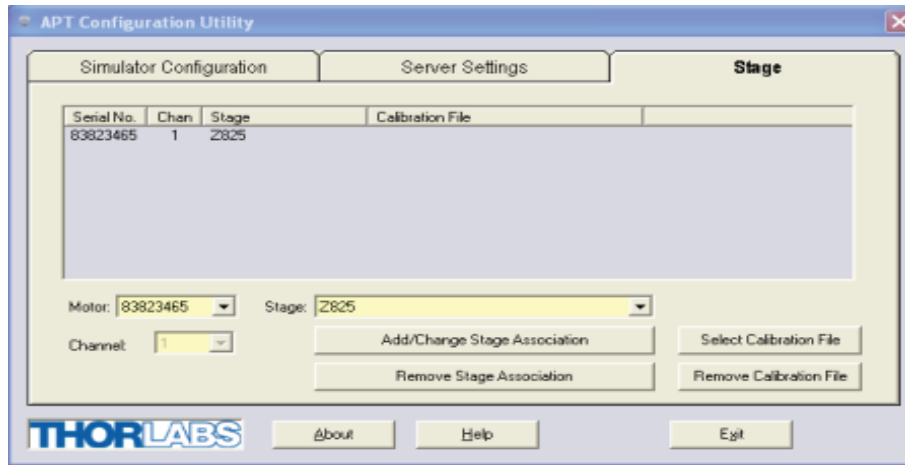 APT Configuration Utility
Simulator Configuration Server Settings Stage
Serial No. Chan Stage Calibration File
83823465 1 Z825
Motor: 83823465 Stage: Z825
Channel: 1 Add/Change Stage Association Select Calibration File
Remove Stage Association Remove Calibration File
THORLABS About Help Exit